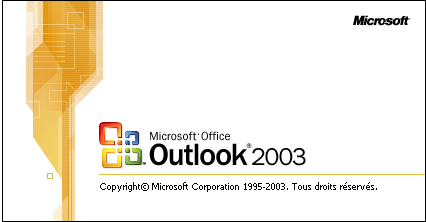 Microsoft®
Microsoft® Office
Outlook® 2003
Copyright© Microsoft Corporation 1995-2003. Tous droits réservés.